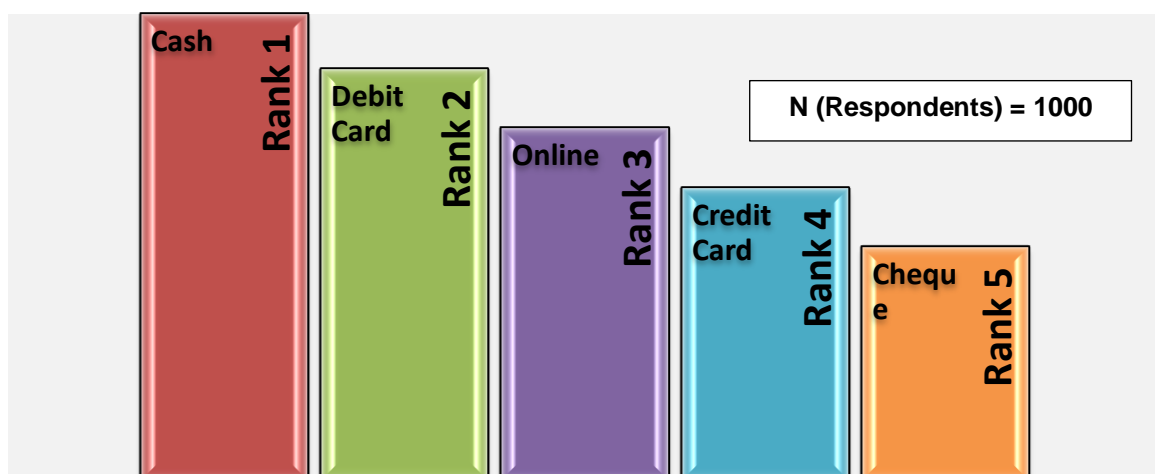 Cash
Rank 1
Debit
Card
Rank 2
Online
Rank 3
Credit
Card
Rank 4
Chequ
e
Rank 5
N (Respondents) = 1000